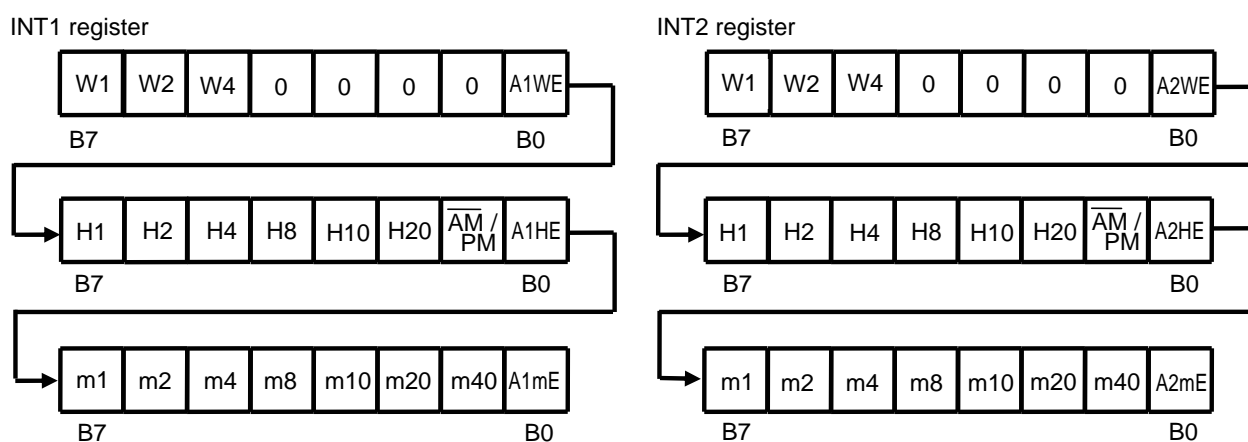 INT1 register
W1 W2 W4 0 0 0 0 A1WE
B7 B0
H1 H2 H4 H8 H10 H20 AM / PM A1HE
B7 B0
m1 m2 m4 m8 m10 m20 m40 A1mE
B7 B0
INT2 register
W1 W2 W4 0 0 0 0 A2WE
B7 B0
H1 H2 H4 H8 H10 H20 AM / PM A2HE
B7 B0
m1 m2 m4 m8 m10 m20 m40 A2mE
B7 B0